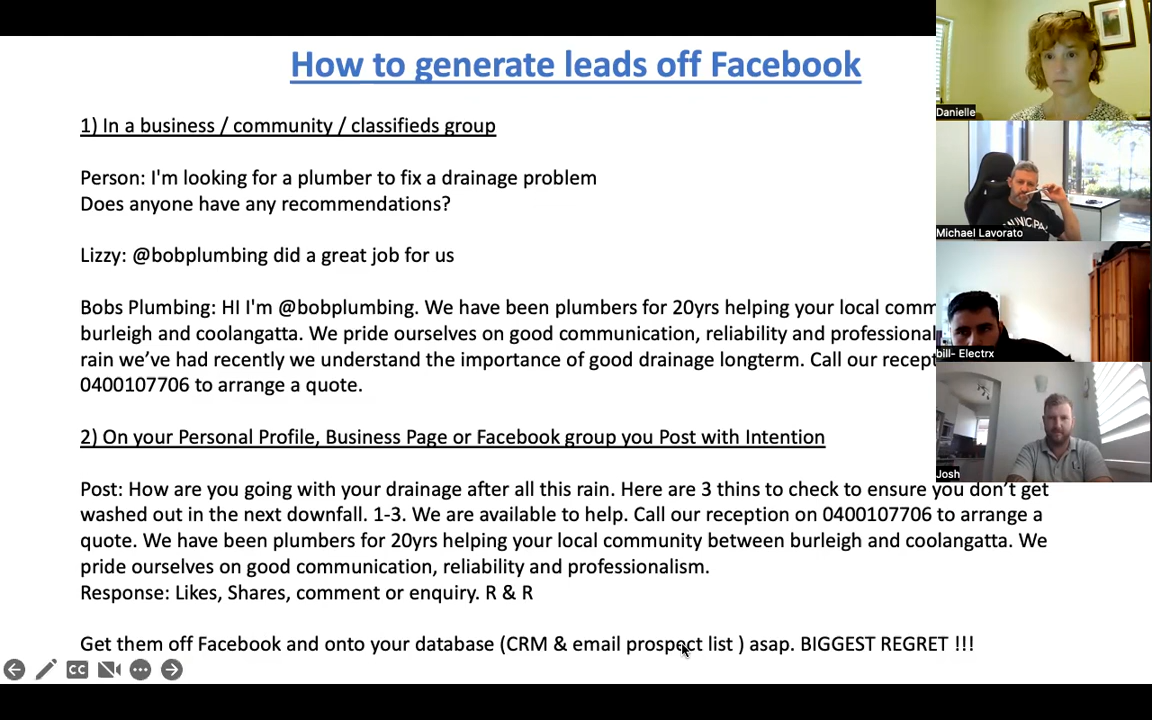 How to generate leads off Facebook
1) In a business / community / classifieds group
Person: I'm looking for a plumber to fix a drainage problem
Does anyone have any recommendations?
Lizzy: @bobplumbing did a great job for us
Bobs Plumbing: HI I'm @bobplumbing. We have been plumbers for 20yrs helping your local comm
burleigh and coolangatta. We pride ourselves on good communication, reliability and professional
rain we’ve had recently we understand the importance of good drainage longterm. Call our recept
0400107706 to arrange a quote.
2) On your Personal Profile, Business Page or Facebook group you Post with Intention
Post: How are you going with your drainage after all this rain. Here are 3 thins to check to ensure you don’t get
washed out in the next downfall. 1-3. We are available to help. Call our reception on 0400107706 to arrange a
quote. We have been plumbers for 20yrs helping your local community between burleigh and coolangatta. We
pride ourselves on good communication, reliability and professionalism.
Response: Likes, Shares, comment or enquiry. R & R
Get them off Facebook and onto your database (CRM & email prospect list ) asap. BIGGEST REGRET !!!
CC
Danielle
Michael Lavorato
bill- Electrx
Josh